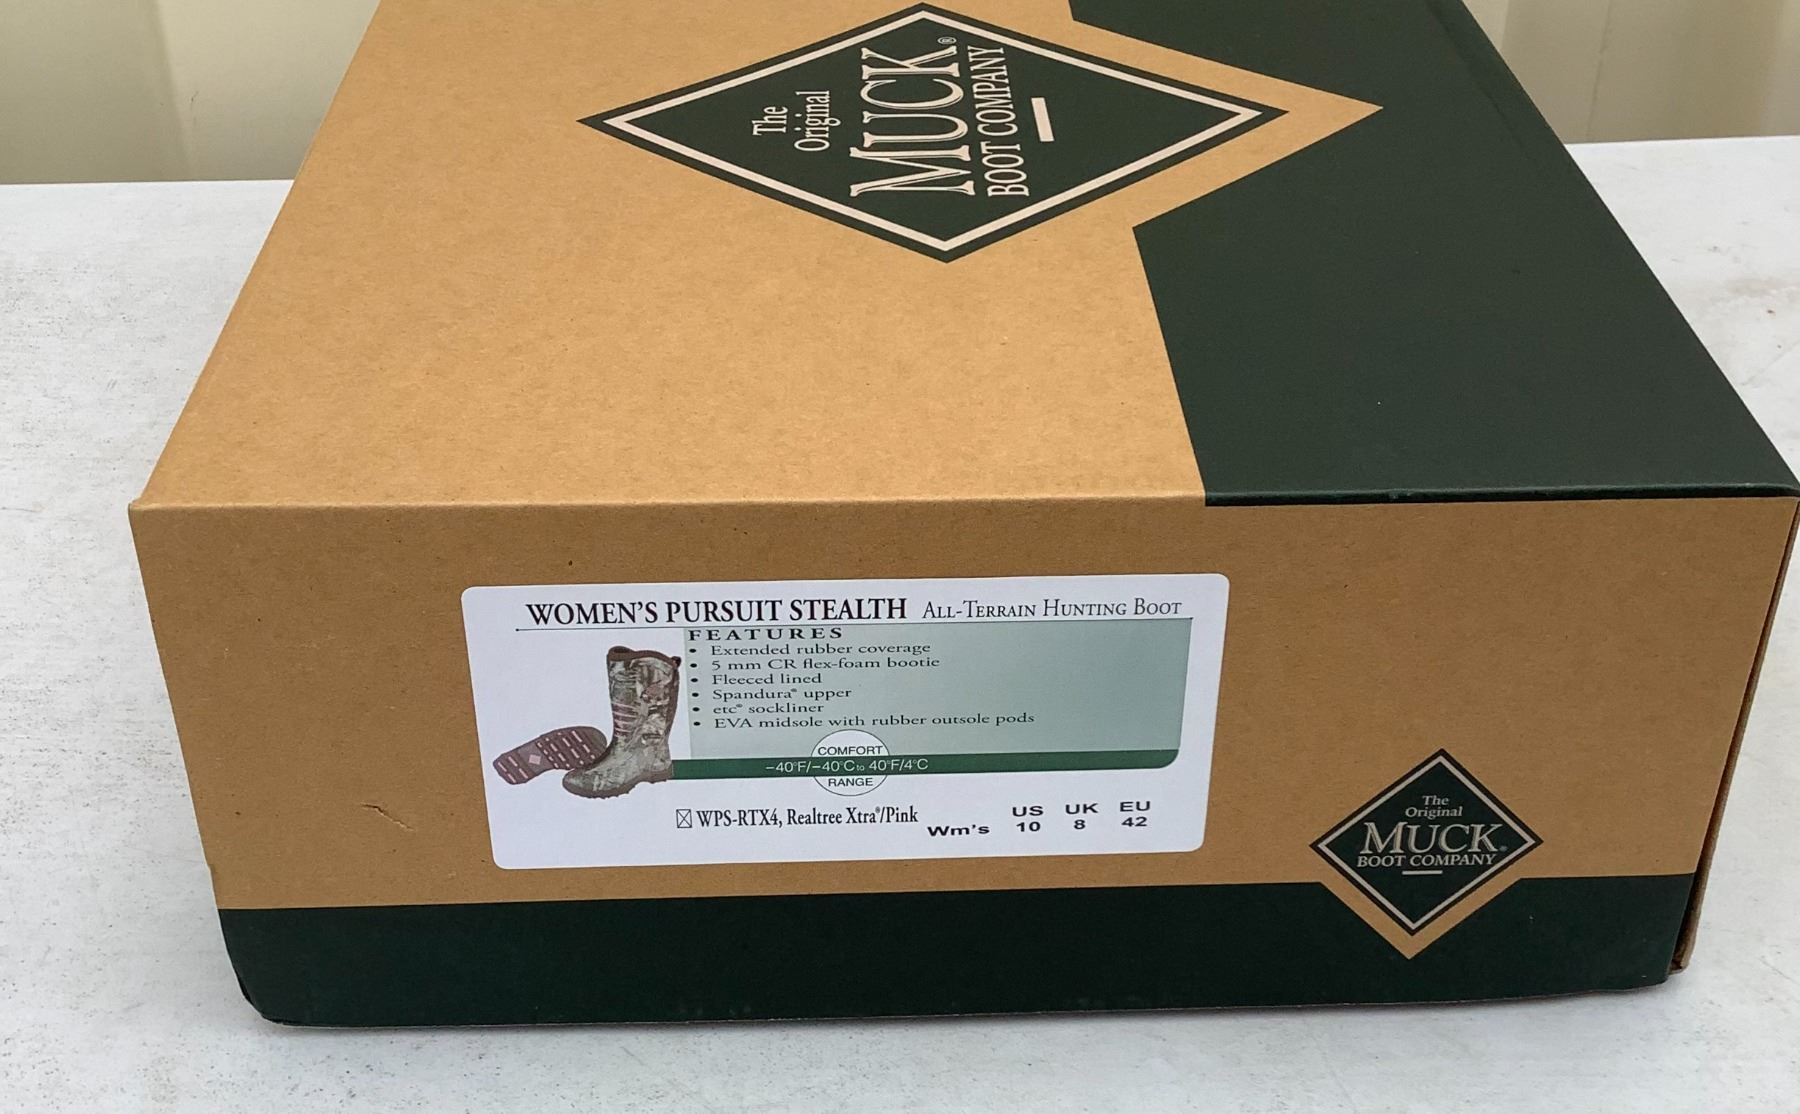 The
Original
MUCK®
BOOT COMPANY
WOMEN'S PURSUIT STEALTH ALL-TERRAIN HUNTING BOOT
FEATURES
• Extended rubber coverage
• 5 mm CR flex-foam bootie
• Fleeced lined
• Spandura® upper
• etc® sockliner
• EVA midsole with rubber outsole pods
COMFORT
-40°F/-40°C to 40°F/4°C
RANGE
WPS-RTX4, Realtree Xtra®/Pink
US UK EU
Wm's 10 8 42
The
Original
MUCK®
BOOT COMPANY